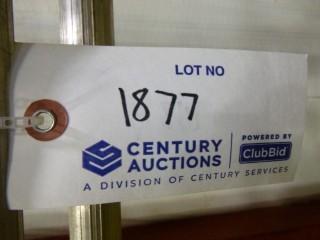 LOT NO
1877
CENTURY
AUCTIONS
POWERED BY
ClubBid
A DIVISION OF CENTURY SERVICES